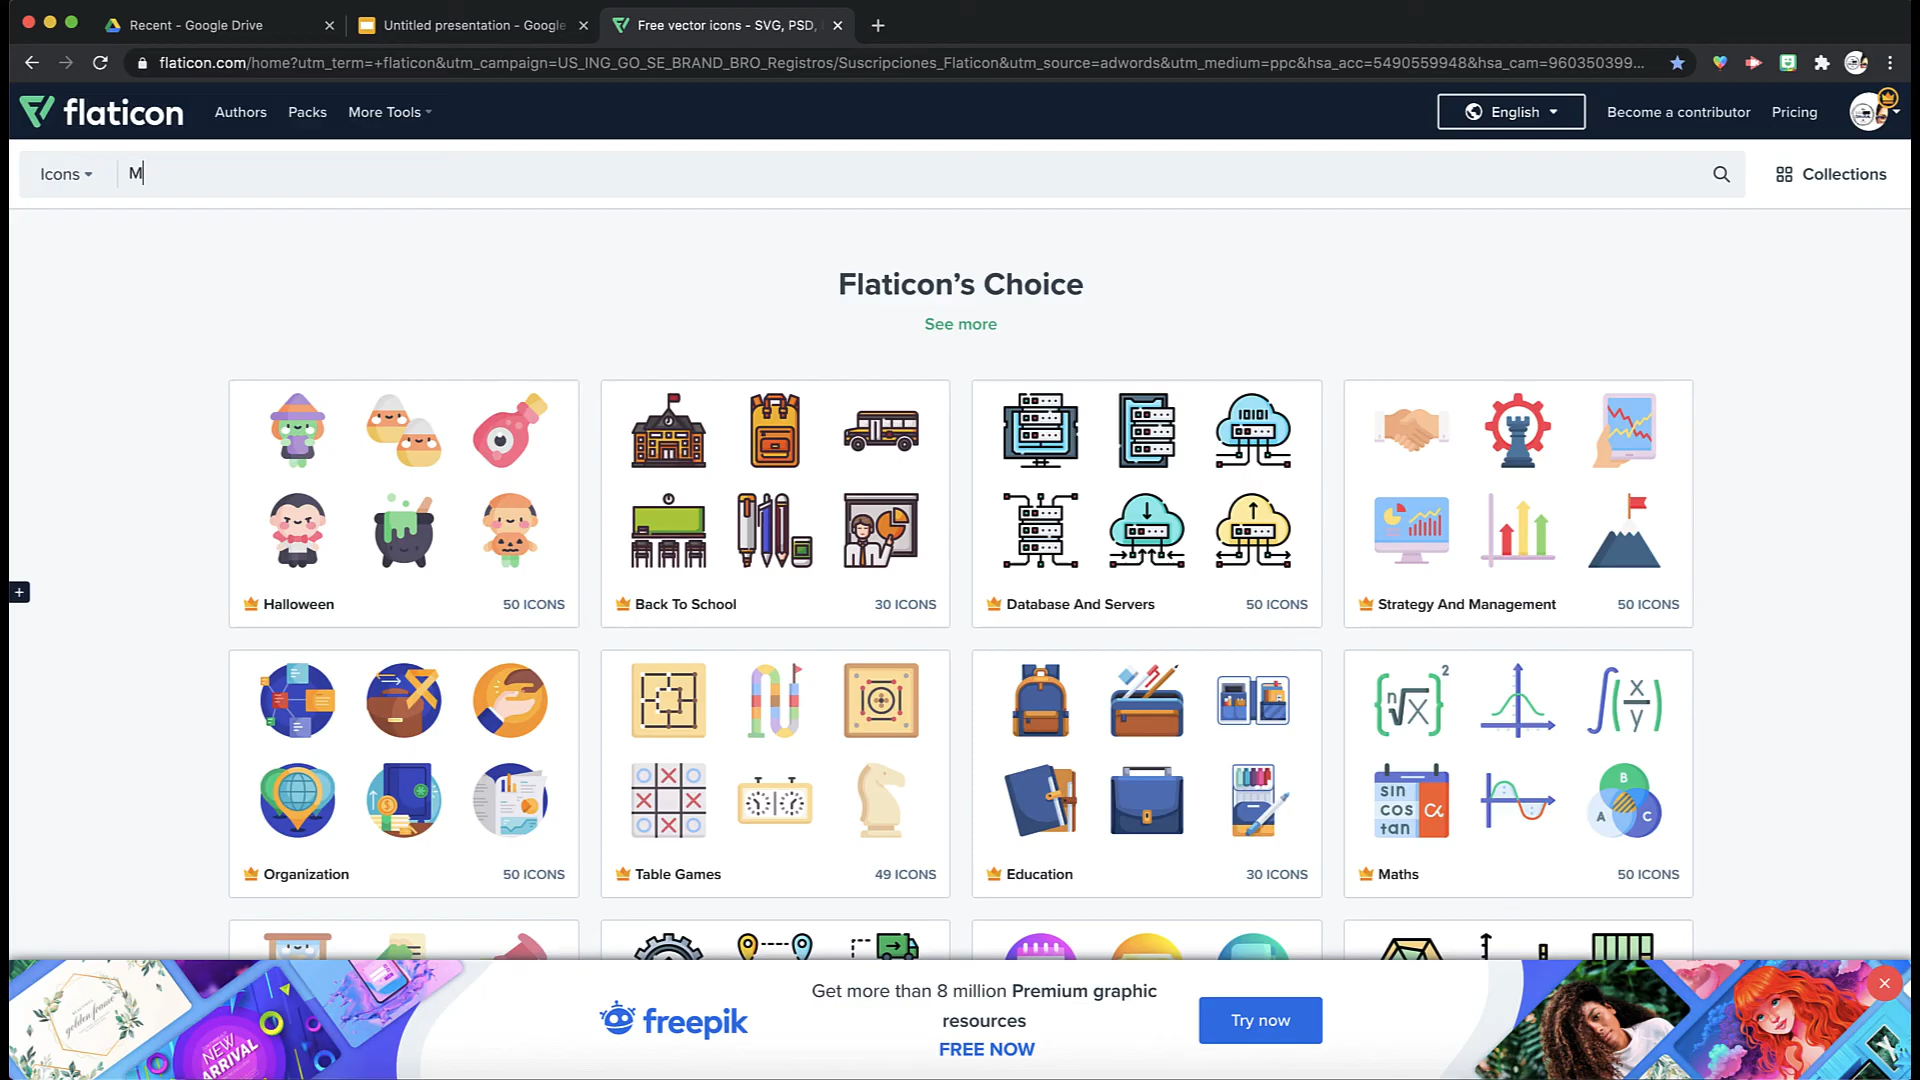 Recent - Google Drive
Untitled presentation - Google
Free vector icons - SVG, PSD,
flaticon.com/home?utm_term=+flaticon&utm_campaign=US_ING_GO_SE_BRAND_BRO_Registros/Suscripciones_Flaticon&utm_source=adwords&utm_medium=ppc&hsa_acc=5490559948&hsa_cam=960350399...
flaticon
Authors
Packs
More Tools
English
Become a contributor
Pricing
Icons
M
Collections
Flaticon’s Choice
See more
10101
Halloween
50 ICONS
Back To School
30 ICONS
Database And Servers
50 ICONS
Strategy And Management
50 ICONS
n√x 2
x
y
sin
cos
tan
α
B
A
C
Organization
50 ICONS
Table Games
49 ICONS
Education
30 ICONS
Maths
50 ICONS
golden frame
NEW
ARRIVAL
freepik
Get more than 8 million Premium graphic
resources
FREE NOW
Try now